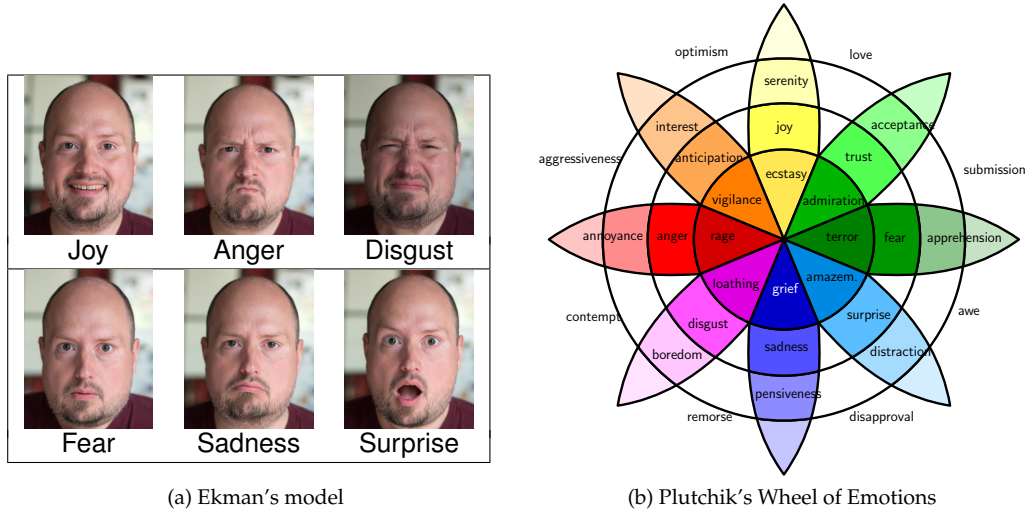 Joy Anger Disgust
Fear Sadness Surprise
(a) Ekman's model
optimism love
serenity
interest joy acceptance
anticipation trust
aggressiveness ecstasy submission
vigilance admiration
annoyance anger rage terror fear apprehension
loathing grief amazem.
contempt disgust surprise awe
boredom sadness distraction
pensiveness
remorse disapproval
(b) Plutchik's Wheel of Emotions